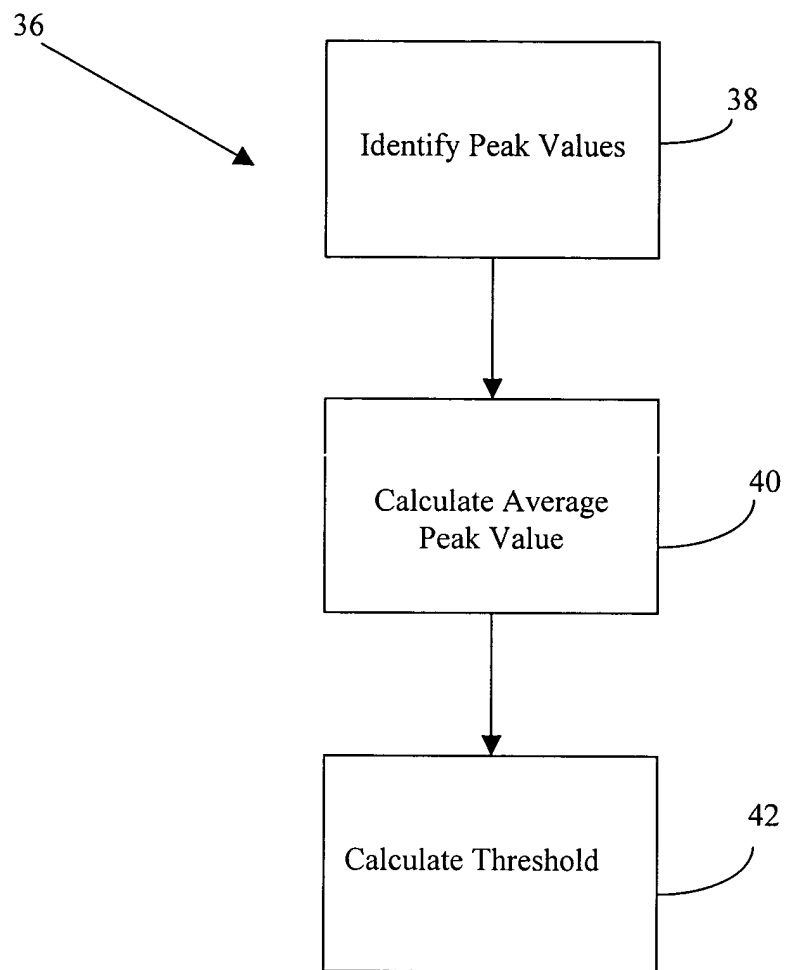 36
38
Identify Peak Values
40
Calculate Average
Peak Value
42
Calculate Threshold